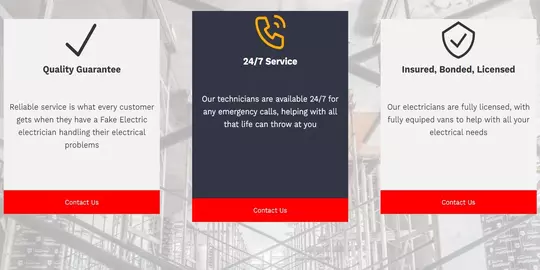 Quality Guarantee
Reliable service is what every customer
gets when they have a Fake Electric
electrician handling their electrical
problems
Contact Us
24/7 Service
Our technicians are available 24/7 for
any emergency calls, helping with all
that life can throw at you
Contact Us
Insured, Bonded, Licensed
Our electricians are fully licensed, with
fully equiped vans to help with all your
electrical needs
Contact Us